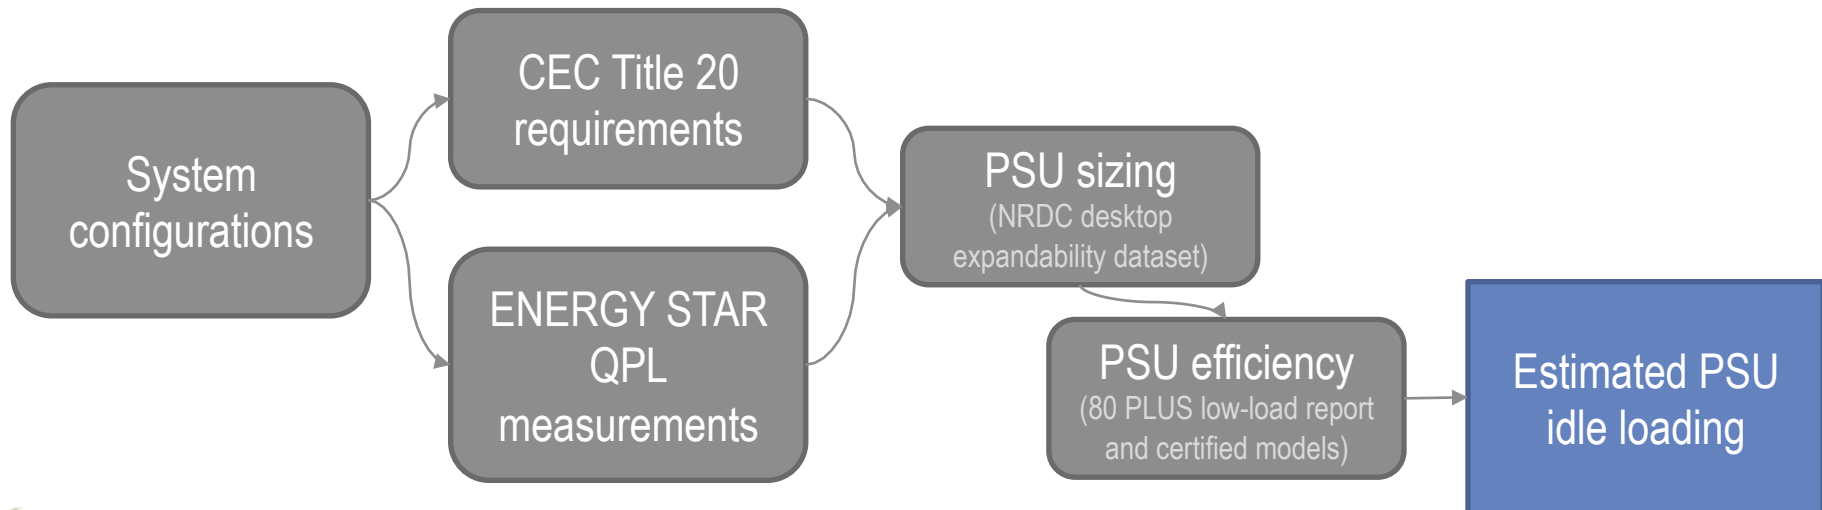 System
configurations
CEC Title 20
requirements
ENERGY STAR
QPL
measurements
PSU sizing
(NRDC desktop
expandability dataset)
PSU efficiency
(80 PLUS low-load report
and certified models)
Estimated PSU
idle loading